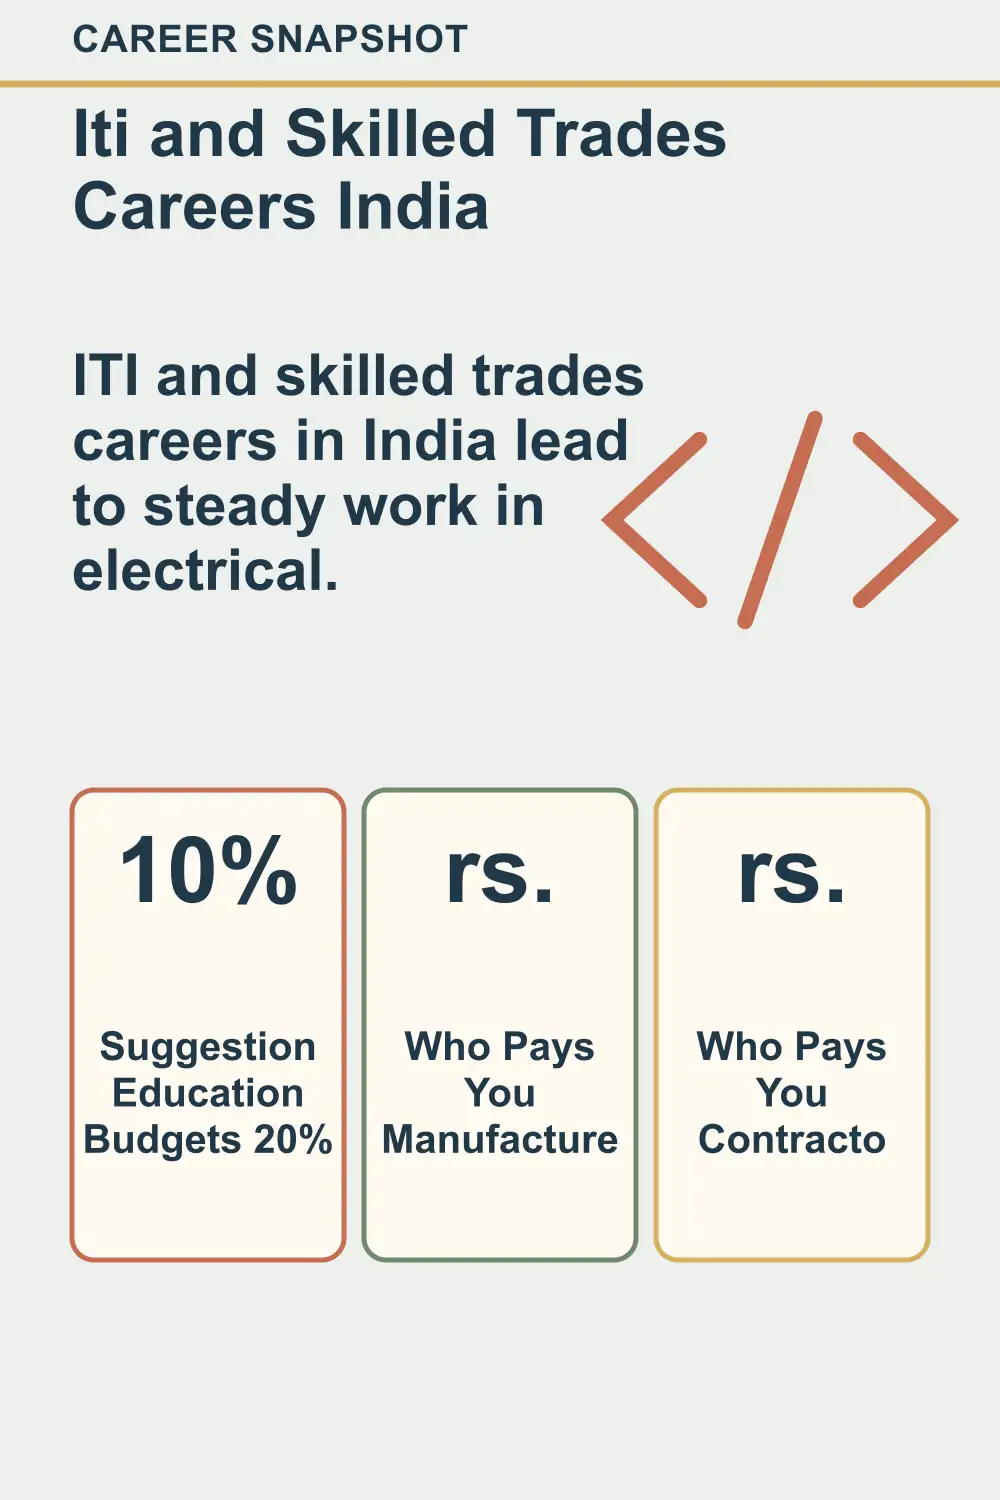 CAREER SNAPSHOT
Iti and Skilled Trades
Careers India
ITI and skilled trades
careers in India lead
to steady work in
electrical.
</>
10%
Suggestion
Education
Budgets 20%
rs.
Who Pays
You
Manufacture
rs.
Who Pays
You
Contracto